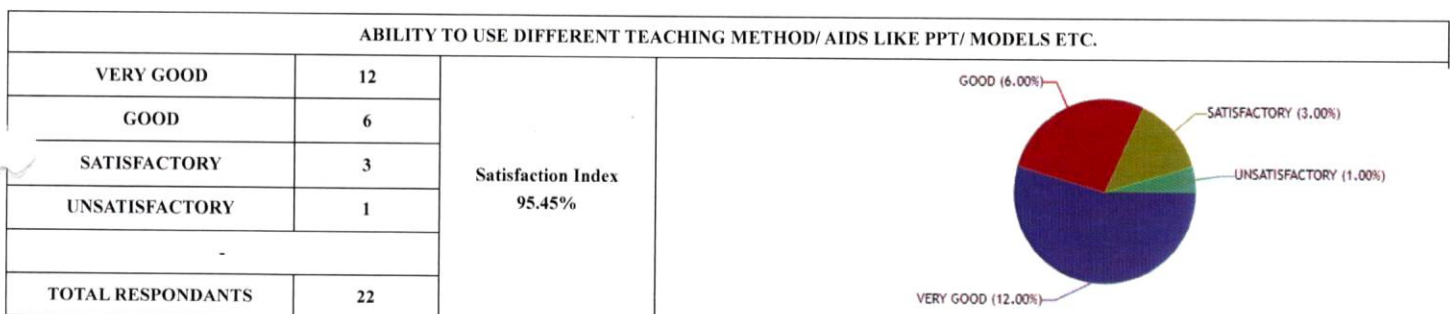 ABILITY TO USE DIFFERENT TEACHING METHOD/ AIDS LIKE PPT/ MODELS ETC.
VERY GOOD 12
GOOD 6
SATISFACTORY 3
UNSATISFACTORY 1
-
TOTAL RESPONDANTS 22
Satisfaction Index
95.45%
GOOD (6.00%)
SATISFACTORY (3.00%)
UNSATISFACTORY (1.00%)
VERY GOOD (12.00%)